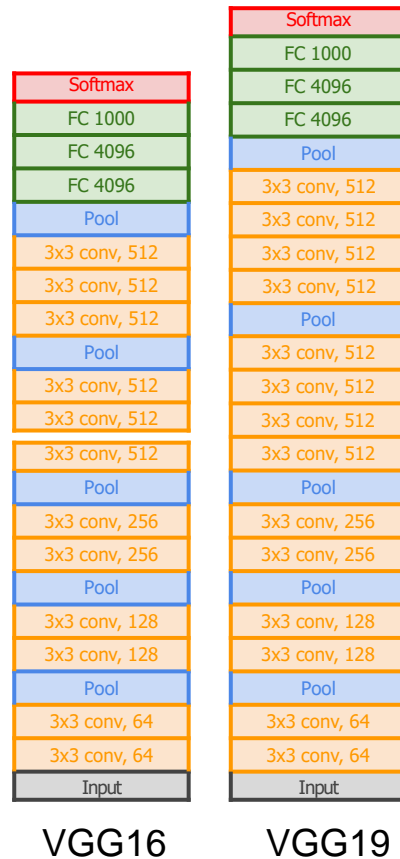 Softmax
FC 1000
FC 4096
FC 4096
Pool
3x3 conv, 512
3x3 conv, 512
3x3 conv, 512
Pool
3x3 conv, 512
3x3 conv, 512
3x3 conv, 512
Pool
3x3 conv, 256
3x3 conv, 256
Pool
3x3 conv, 128
3x3 conv, 128
Pool
3x3 conv, 64
3x3 conv, 64
Input
VGG16
Softmax
FC 1000
FC 4096
FC 4096
Pool
3x3 conv, 512
3x3 conv, 512
3x3 conv, 512
3x3 conv, 512
Pool
3x3 conv, 512
3x3 conv, 512
3x3 conv, 512
3x3 conv, 512
Pool
3x3 conv, 256
3x3 conv, 256
Pool
3x3 conv, 128
3x3 conv, 128
Pool
3x3 conv, 64
3x3 conv, 64
Input
VGG19